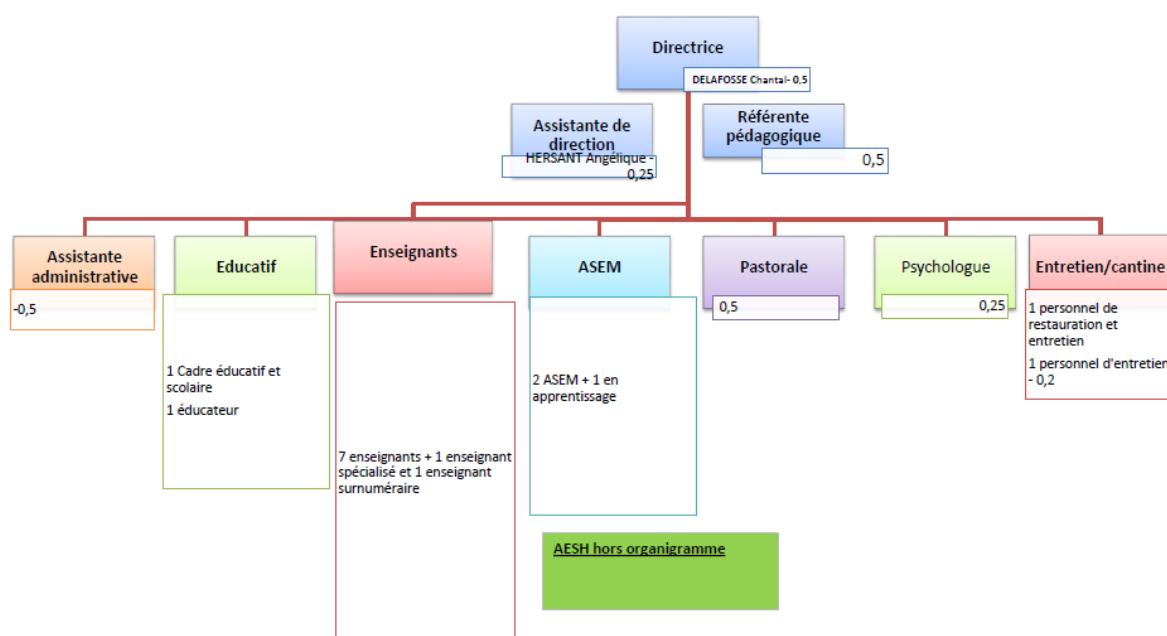 Directrice
DELAFOSSE Chantal- 0,5
Assistante de
direction
HERSANT Angélique -
0,25
Référente
pédagogique
0,5
Assistante
administrative
-0,5
Educatif
1 Cadre éducatif et
scolaire
1 éducateur
Enseignants
7 enseignants + 1 enseignant
spécialisé et 1 enseignant
surnuméraire
ASEM
2 ASEM + 1 en
apprentissage
Pastorale
0,5
Psychologue
0,25
Entretien/cantine
1 personnel de
restauration et
entretien
1 personnel d'entretien
- 0,2
AESH hors organigramme